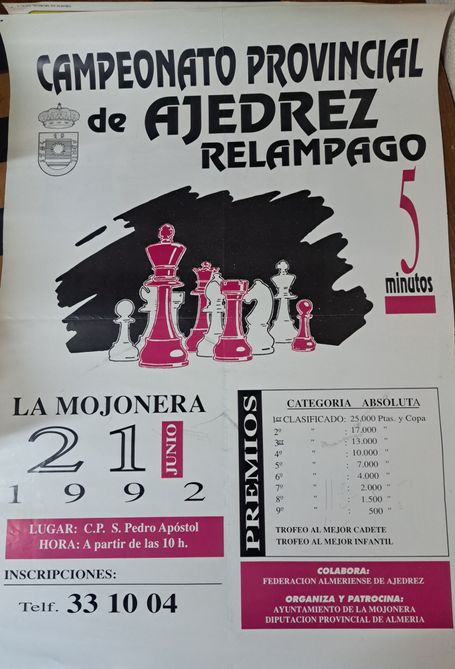 CAMPEONATO PROVINCIAL
de AJEDREZ
RELAMPAGO
5
minutos
LA MOJONERA
21 JUNIO
1992
LUGAR: C.P. S. Pedro Apóstol
HORA: A partir de las 10 h.
INSCRIPCIONES:
Telf. 33 10 04
PREMIOS
CATEGORIA ABSOLUTA
1er CLASIFICADO: 25.000 Ptas. y Copa
2º " : 17.000 "
3er " : 13.000 "
4º " : 10.000 "
5º " : 7.000 "
6º " : 4.000 "
7º " : 2.000 "
8º " : 1.500 "
9º " : 500 "
TROFEO AL MEJOR CADETE
TROFEO AL MEJOR INFANTIL
COLABORA:
FEDERACION ALMERIENSE DE AJEDREZ
ORGANIZA Y PATROCINA:
AYUNTAMIENTO DE LA MOJONERA
DIPUTACION PROVINCIAL DE ALMERIA